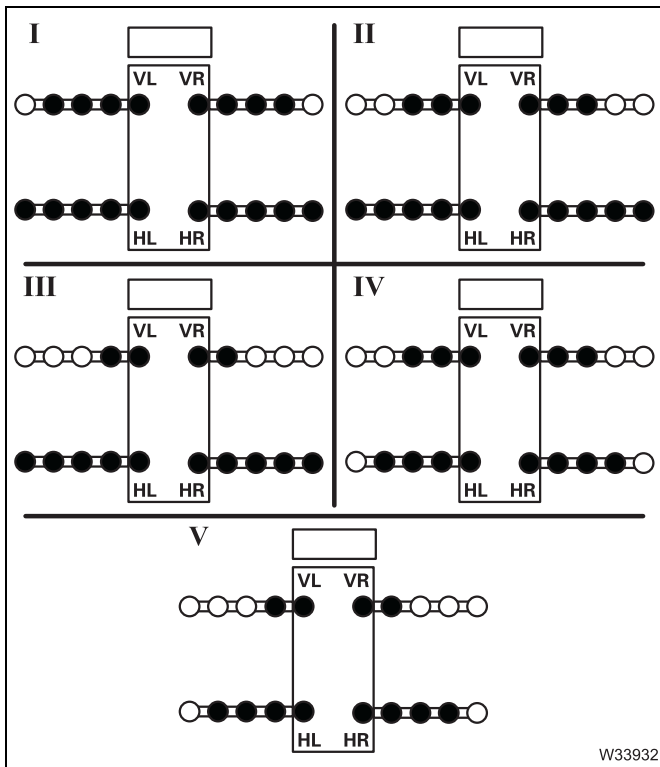 I II
VL VR VL VR
HL HR HL HR
III IV
VL VR VL VR
HL HR HL HR
V
VL VR
HL HR
W33932